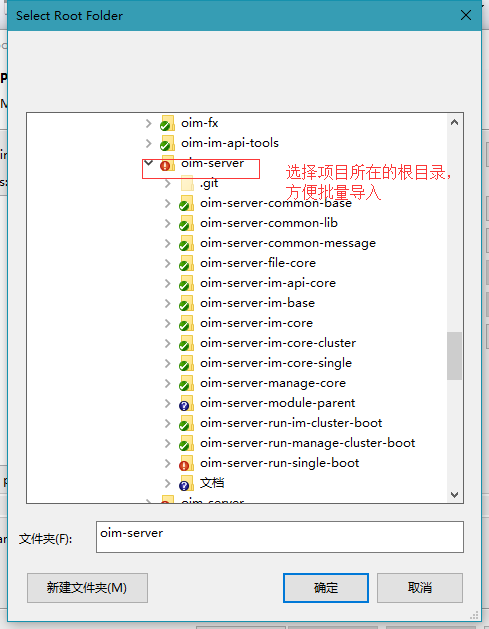 Select Root Folder
oim-fx
oim-im-api-tools
oim-server
选择项目所在的根目录，
方便批量导入
.git
oim-server-common-base
oim-server-common-lib
oim-server-common-message
oim-server-file-core
oim-server-im-api-core
oim-server-im-base
oim-server-im-core
oim-server-im-core-cluster
oim-server-im-core-single
oim-server-manage-core
oim-server-module-parent
oim-server-run-im-cluster-boot
oim-server-run-manage-cluster-boot
oim-server-run-single-boot
文档
oim-server
文件夹(F):
oim-server
新建文件夹(M)
确定
取消